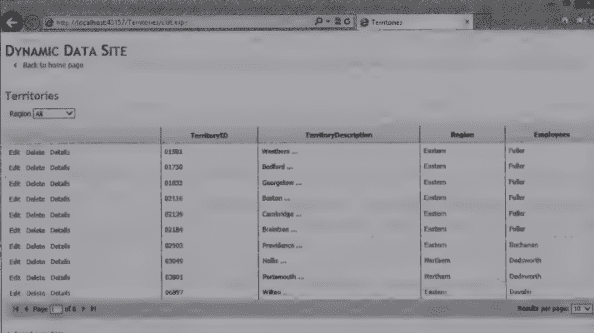 Territories
DYNAMIC DATA SITE
Back to home page
Territories
Region All
TerritoryID TerritoryDescription Region Employees
Edit Delete Details 01581 Eastern Fuller
Edit Delete Details 01730 Bedford ... Eastern Fuller
Edit Delete Details 01833 Georgetow ... Eastern Fuller
Edit Delete Details 02116 Boston ... Eastern Fuller
Edit Delete Details 02139 Cambridge ... Eastern Fuller
Edit Delete Details 02184 Braintree ... Eastern Fuller
Edit Delete Details 02903 Providence ... Eastern Buchanan
Edit Delete Details 03049 Hollis ... Northern Dodsworth
Edit Delete Details 03801 Portsmouth ... Northern Dodsworth
Edit Delete Details 06897 Wilton ... Eastern Davolio
Page of 6 Results per page: 10